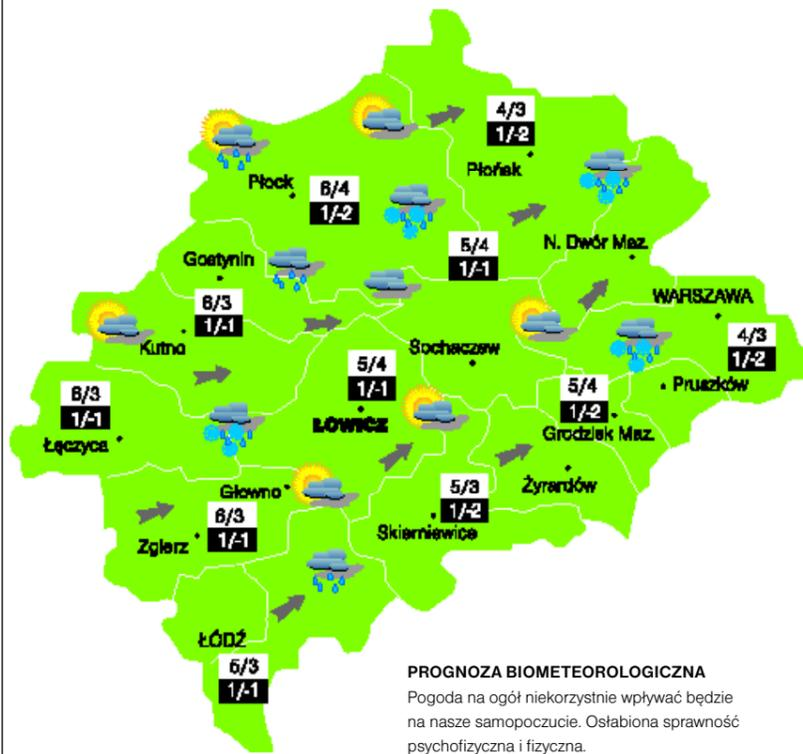 4/3
1/-2
Płońsk
Płock
6/4
1/-2
5/4
1/-1
N. Dwór Maz.
Gostynin
6/3
1/-1
WARSZAWA
Kutno
Sochaczew
4/3
1/-2
5/4
1/-1
ŁOWICZ
6/3
1/-1
Łęczyca
5/4
1/-2
Pruszków
Grodzisk Maz.
Głowno
5/3
1/-2
Żyrardów
6/3
1/-1
Zgierz
Skierniewice
ŁÓDŹ
5/3
1/-1
PROGNOZA BIOMETEOROLOGICZNA
Pogoda na ogół niekorzystnie wpływać będzie
na nasze samopoczucie. Osłabiona sprawność
psychofizyczna i fizyczna.